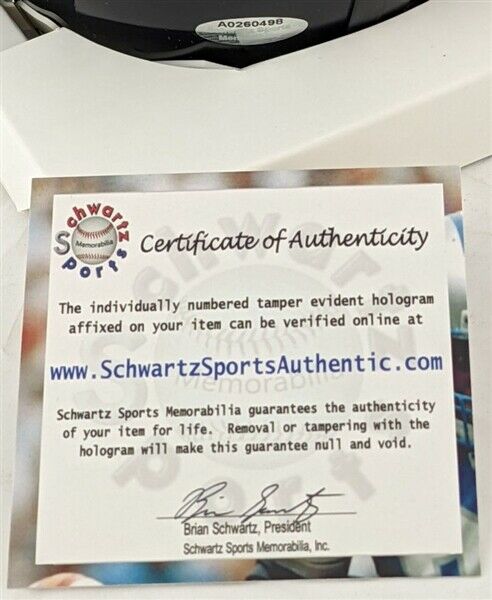 A0260498
Schwartz
Memorabilia
Sports
Certificate of Authenticity
The individually numbered tamper evident hologram
affixed on your item can be verified online at
www.SchwartzSportsAuthentic.com
Schwartz Sports Memorabilia guarantees the authenticity
of your item for life. Removal or tampering with the
hologram will make this guarantee null and void.
Brian Schwartz, President
Schwartz Sports Memorabilia, Inc.